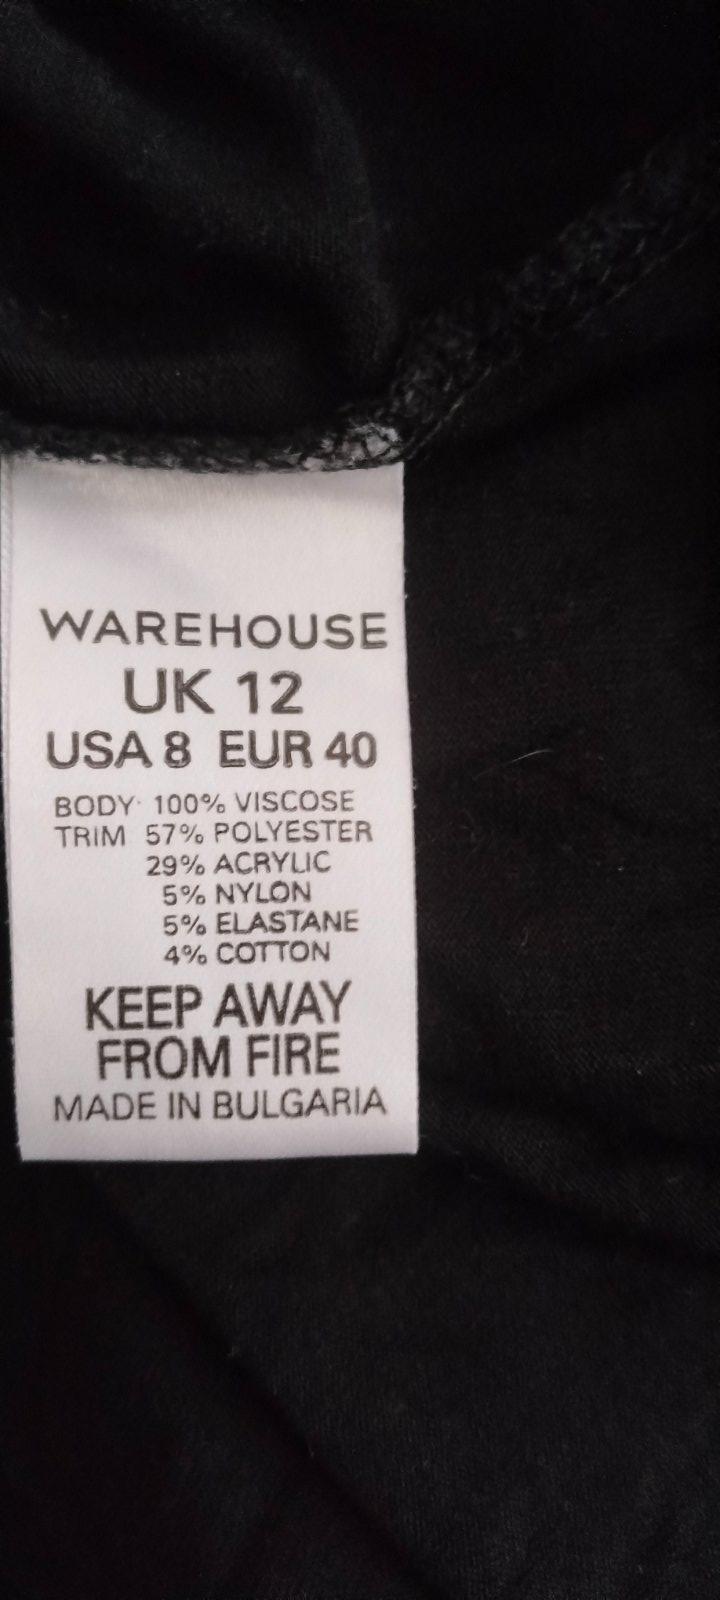 WAREHOUSE
UK 12
USA 8 EUR 40
BODY 100% VISCOSE
TRIM 57% POLYESTER
29% ACRYLIC
5% NYLON
5% ELASTANE
4% COTTON
KEEP AWAY
FROM FIRE
MADE IN BULGARIA